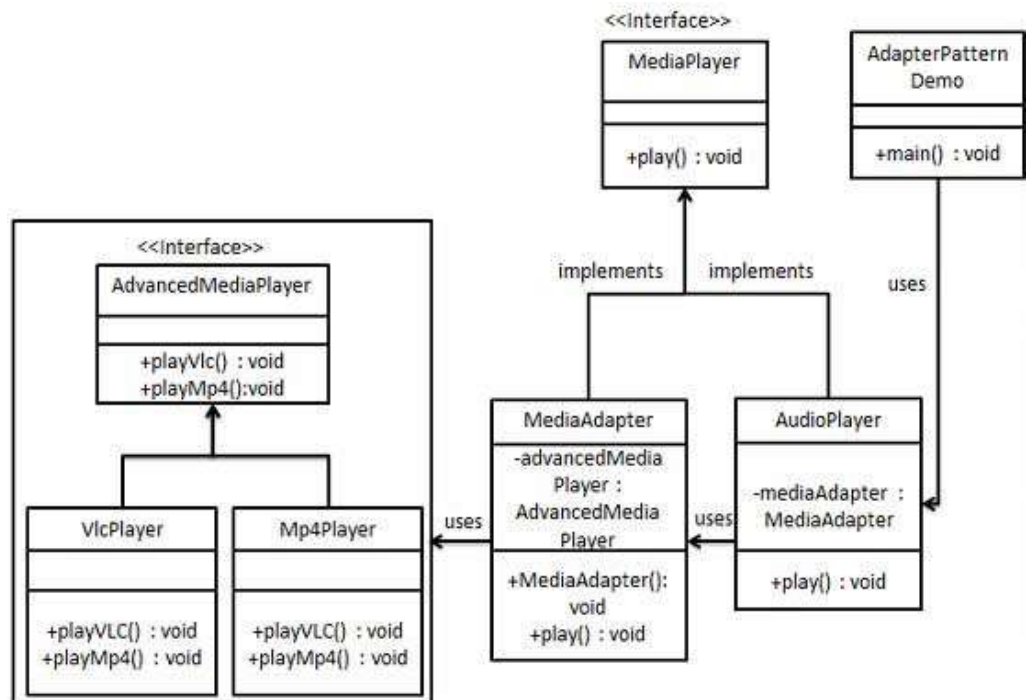 <<Interface>>
MediaPlayer
+play() : void
AdapterPattern
Demo
+main() : void
implements
implements
uses
<<Interface>>
AdvancedMediaPlayer
+playVlc() : void
+playMp4():void
VlcPlayer
+playVLC() : void
+playMp4() : void
Mp4Player
+playVLC() : void
+playMp4() : void
uses
MediaAdapter
-advancedMedia
Player :
AdvancedMedia
Player
+MediaAdapter():
void
+play() : void
uses
AudioPlayer
-mediaAdapter :
MediaAdapter
+play() : void